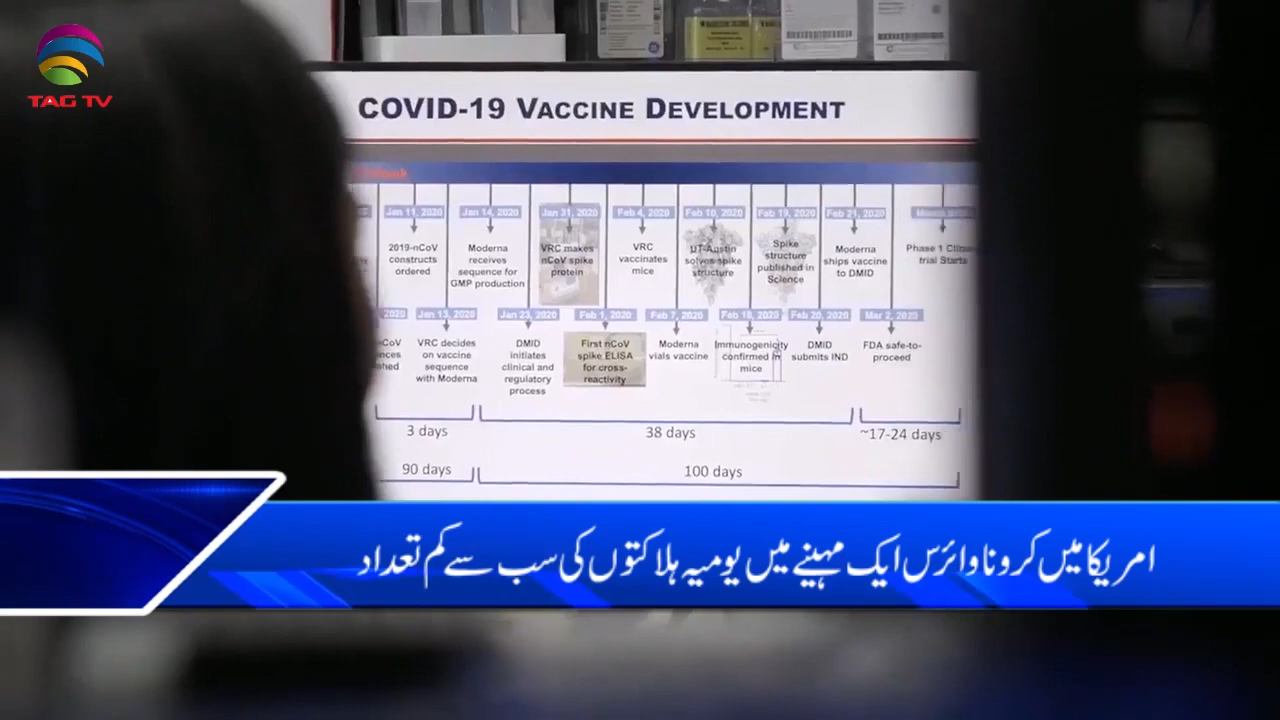 TAG TV
COVID-19 VACCINE DEVELOPMENT
Jan 11, 2020
2019-nCoV
constructs
ordered
Jan 14, 2020
Moderna
receives
sequence for
GMP production
Jan 31, 2020
VRC makes
nCoV spike
protein
Feb 4, 2020
VRC
vaccinates
mice
Feb 10, 2020
UT-Austin
solves spike
structure
Feb 19, 2020
Spike
structure
published in
Science
Feb 21, 2020
Moderna
ships vaccine
to DMID
Phase 1
trial Starts
2020
Jan 13, 2020
VRC decides
on vaccine
sequence
with Moderna
Jan 23, 2020
DMID
initiates
clinical and
regulatory
process
Feb 1, 2020
First nCoV
spike ELISA
for cross-
reactivity
Feb 7, 2020
Moderna
vials vaccine
2020
Immunogenicity
confirmed in
mice
Feb 20, 2020
DMID
submits IND
Mar 2, 2020
FDA safe-to-
proceed
3 days
38 days
~17-24 days
90 days
100 days
امریکا میں کرونا وائرس ایک مہینے میں یومیہ ہلاکتوں کی سب سے کم تعداد